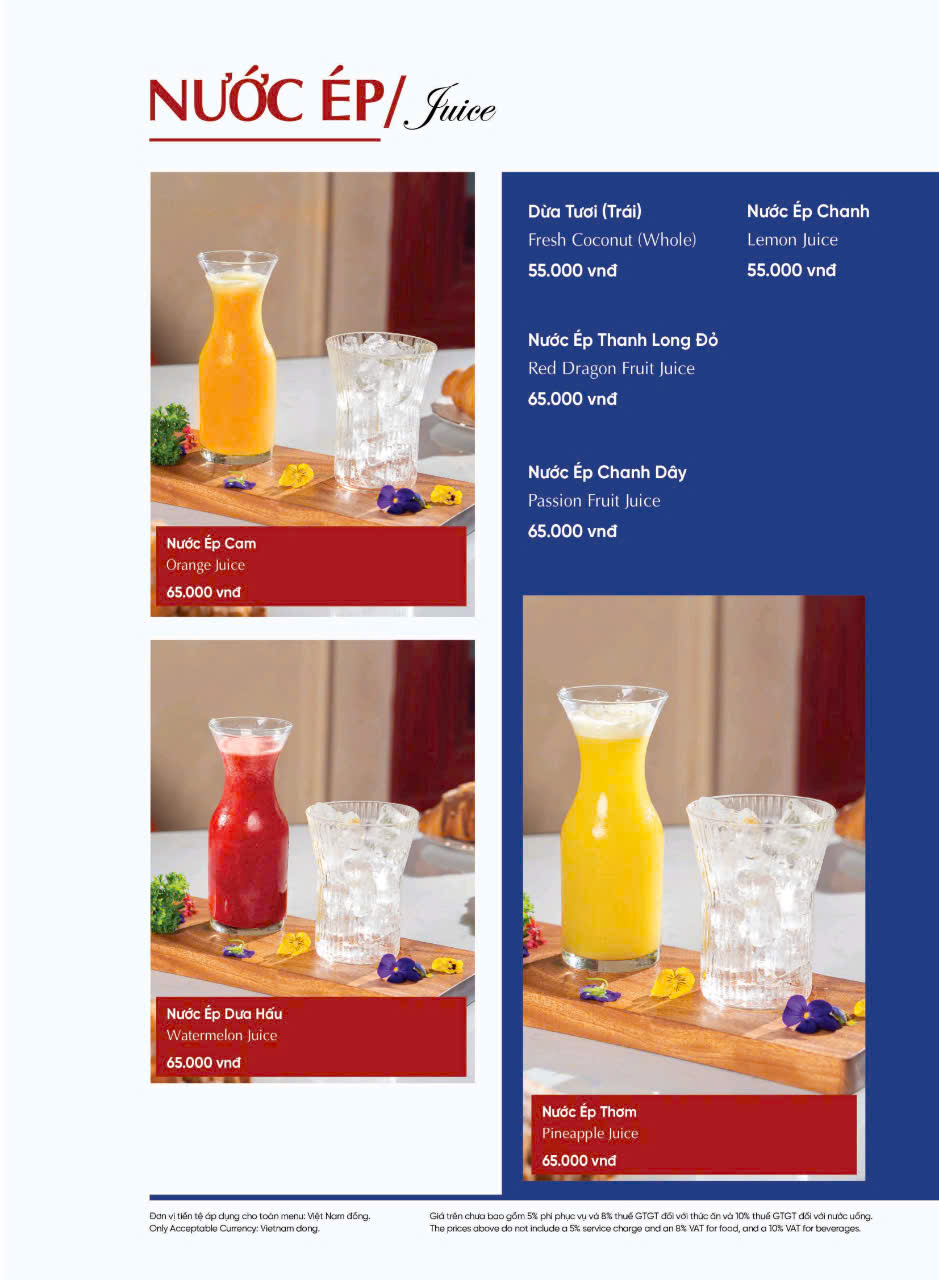 NƯỚC ÉP/ Juice
Dừa Tươi (Trái)
Fresh Coconut (Whole)
55.000 vnđ
Nước Ép Chanh
Lemon Juice
55.000 vnđ
Nước Ép Thanh Long Đỏ
Red Dragon Fruit Juice
65.000 vnđ
Nước Ép Chanh Dây
Passion Fruit Juice
65.000 vnđ
Nước Ép Cam
Orange Juice
65.000 vnđ
Nước Ép Dưa Hấu
Watermelon Juice
65.000 vnđ
Nước Ép Thơm
Pineapple Juice
65.000 vnđ
Đơn vị tiền tệ áp dụng cho toàn menu: Việt Nam đồng.
Only Acceptable Currency: Vietnam dong.
Giá trên chưa bao gồm 5% phí phục vụ và 8% thuế GTGT đối với thức ăn và 10% thuế GTGT đối với nước uống.
The prices above do not include a 5% service charge and an 8% VAT for food, and a 10% VAT for beverages.